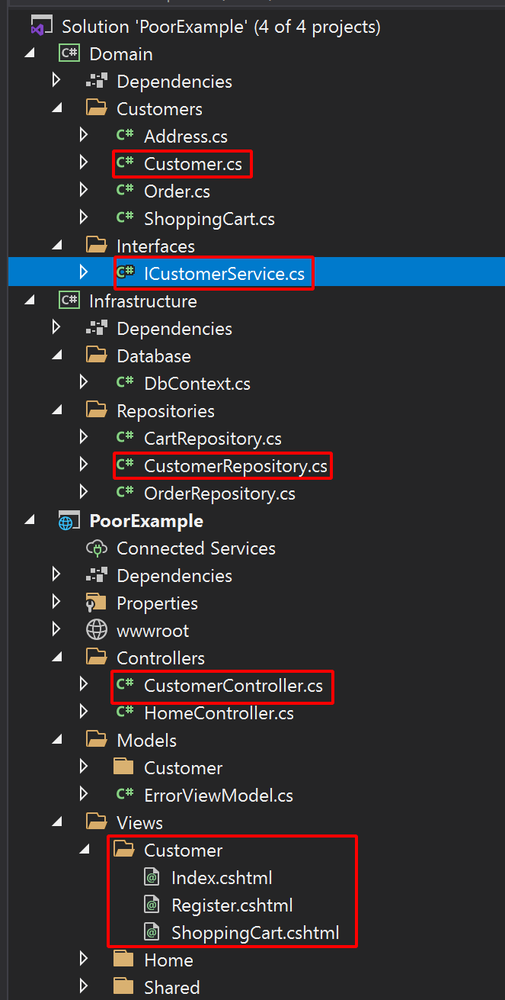 Solution 'PoorExample' (4 of 4 projects)
C# Domain
Dependencies
Customers
C# Address.cs
C# Customer.cs
C# Order.cs
C# ShoppingCart.cs
Interfaces
C# ICustomerService.cs
C# Infrastructure
Dependencies
Database
C# DbContext.cs
Repositories
C# CartRepository.cs
C# CustomerRepository.cs
C# OrderRepository.cs
PoorExample
Connected Services
Dependencies
Properties
wwwroot
Controllers
C# CustomerController.cs
C# HomeController.cs
Models
Customer
C# ErrorViewModel.cs
Views
Customer
@ Index.cshtml
@ Register.cshtml
@ ShoppingCart.cshtml
Home
Shared